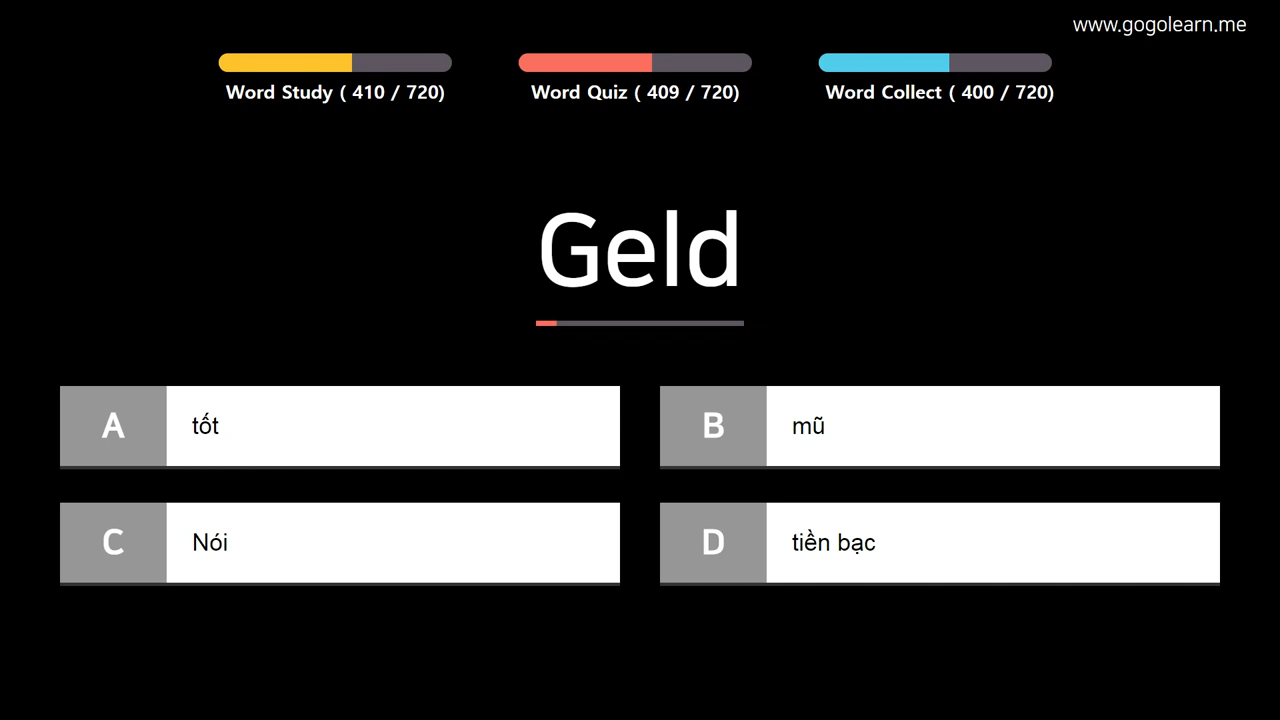 www.gogolearn.me
Word Study ( 410 / 720)
Word Quiz ( 409 / 720)
Word Collect ( 400 / 720)
Geld
A tốt
B mũ
C Nói
D tiền bạc